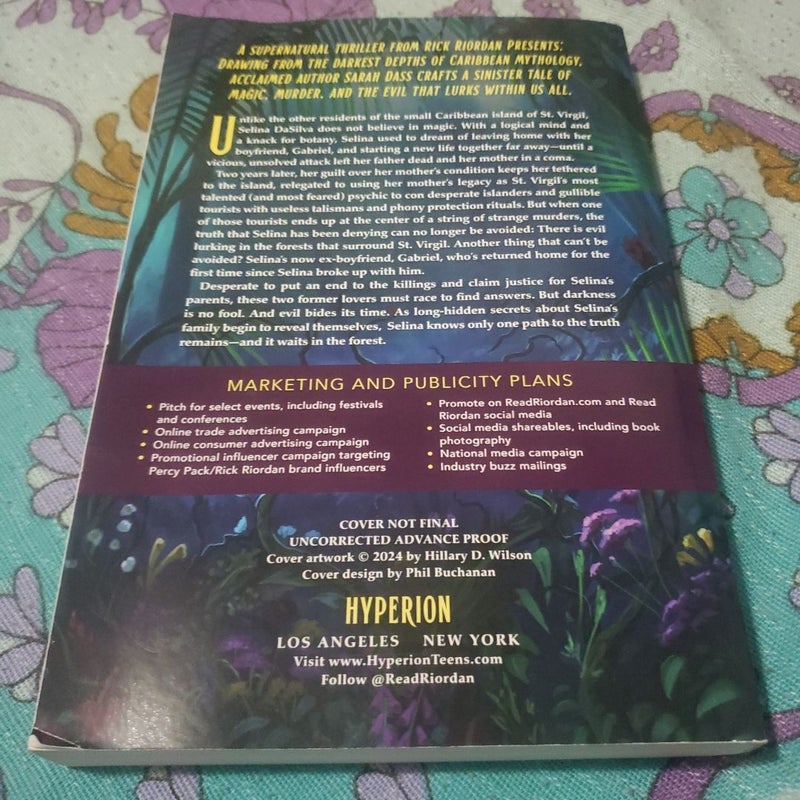 A SUPERNATURAL THRILLER FROM RICK RIORDAN PRESENTS:
DRAWING FROM THE DARKEST DEPTHS OF CARIBBEAN MYTHOLOGY,
ACCLAIMED AUTHOR SARAH DASS CRAFTS A SINISTER TALE OF
MAGIC, MURDER, AND THE EVIL THAT LURKS WITHIN US ALL.
Unlike the other residents of the small Caribbean island of St. Virgil,
Selina DaSilva does not believe in magic. With a logical mind and
a knack for botany, Selina used to dream of leaving home with her
boyfriend, Gabriel, and starting a new life together far away—until a
vicious, unsolved attack left her father dead and her mother in a coma.
Two years later, her guilt over her mother's condition keeps her tethered
to the island, relegated to using her mother's legacy as St. Virgil's most
talented (and most feared) psychic to con desperate islanders and gullible
tourists with useless talismans and phony protection rituals. But when one
of those tourists ends up at the center of a string of strange murders, the
truth that Selina has been denying can no longer be avoided: There is evil
lurking in the forests that surround St. Virgil. Another thing that can't be
avoided? Selina's now ex-boyfriend, Gabriel, who's returned home for the
first time since Selina broke up with him.
Desperate to put an end to the killings and claim justice for Selina's
parents, these two former lovers must race to find answers. But darkness
is no fool. And evil bides its time. As long-hidden secrets about Selina's
family begin to reveal themselves, Selina knows only one path to the truth
remains—and it waits in the forest.
MARKETING AND PUBLICITY PLANS
• Pitch for select events, including festivals
and conferences
• Online trade advertising campaign
• Online consumer advertising campaign
• Promotional influencer campaign targeting
Percy Pack/Rick Riordan brand influencers
• Promote on ReadRiordan.com and Read
Riordan social media
• Social media shareables, including book
photography
• National media campaign
• Industry buzz mailings
COVER NOT FINAL
UNCORRECTED ADVANCE PROOF
Cover artwork © 2024 by Hillary D. Wilson
Cover design by Phil Buchanan
HYPERION
LOS ANGELES NEW YORK
Visit www.HyperionTeens.com
Follow @ReadRiordan